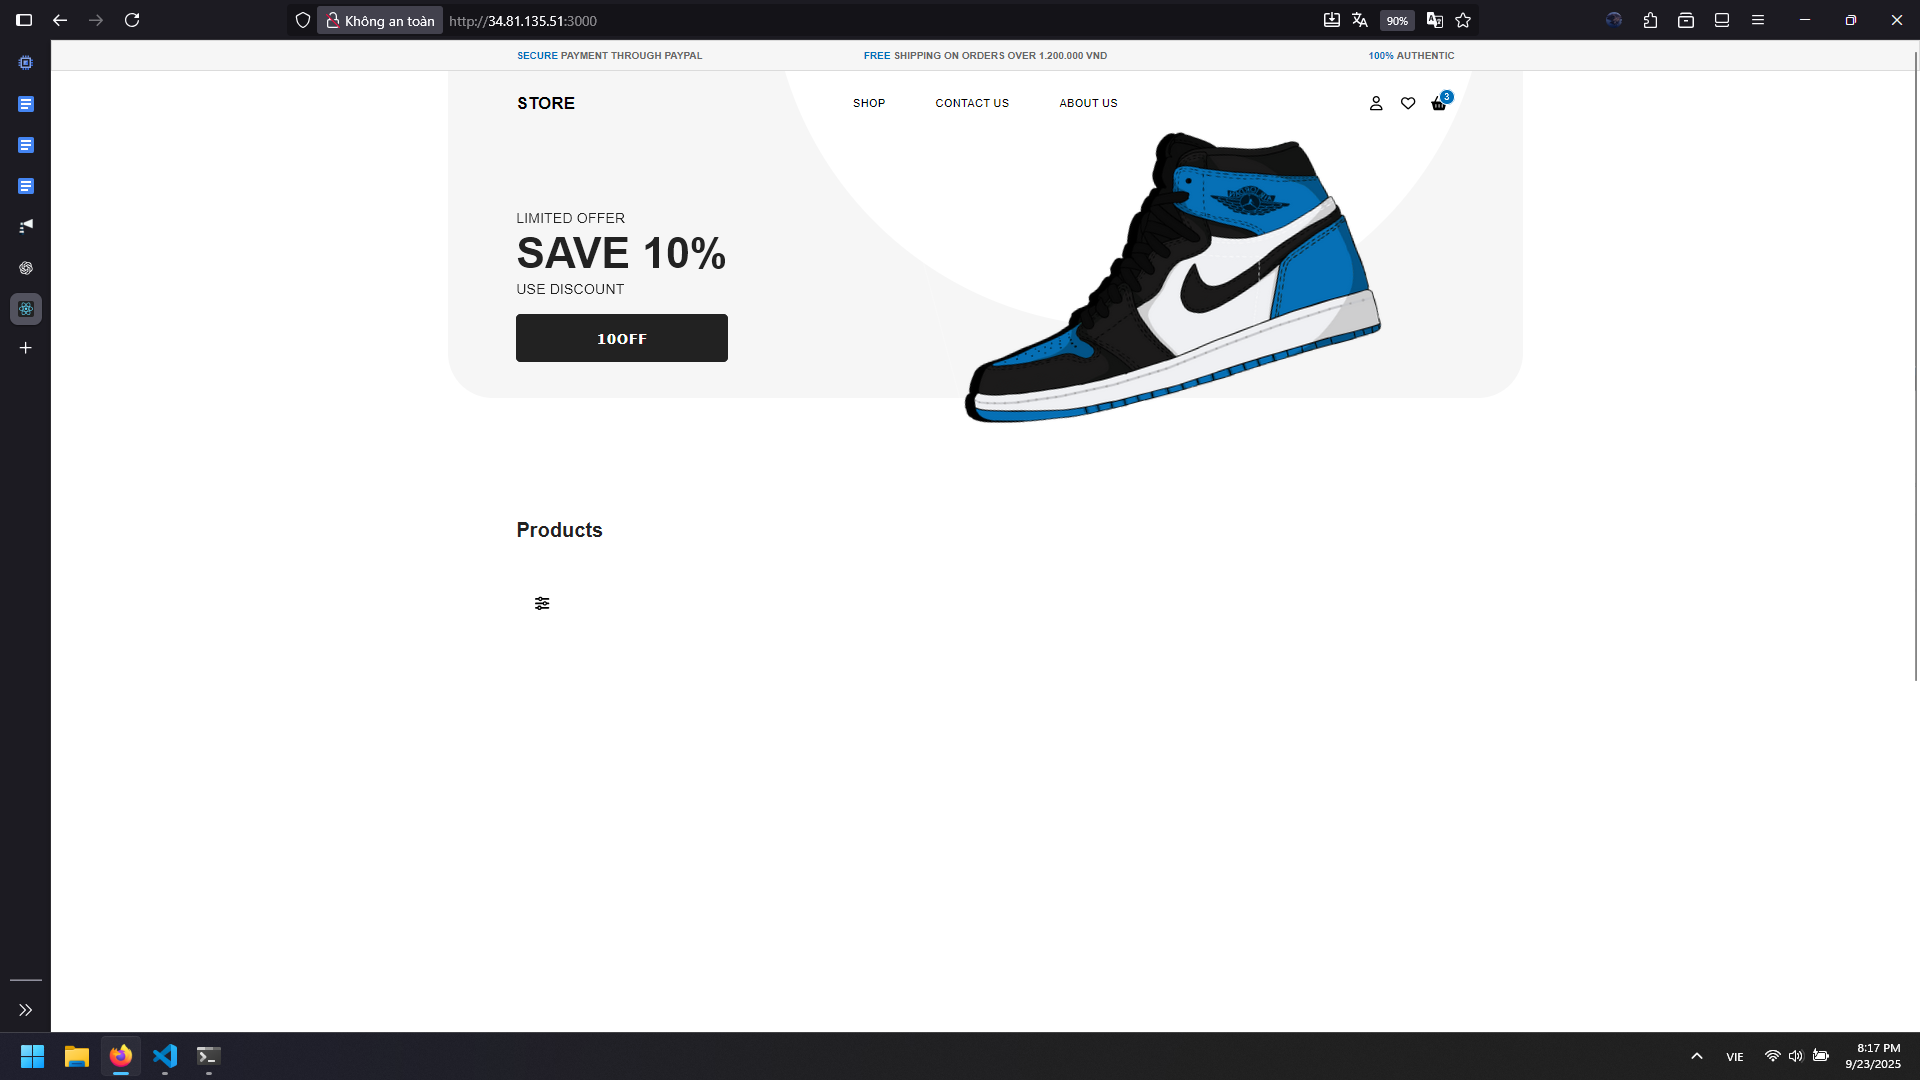 Không an toàn
http://34.81.135.51:3000
90%
SECURE PAYMENT THROUGH PAYPAL
FREE SHIPPING ON ORDERS OVER 1.200.000 VND
100% AUTHENTIC
STORE
SHOP
CONTACT US
ABOUT US
3
LIMITED OFFER
SAVE 10%
USE DISCOUNT
10OFF
Products
VIE
8:17 PM
9/23/2025